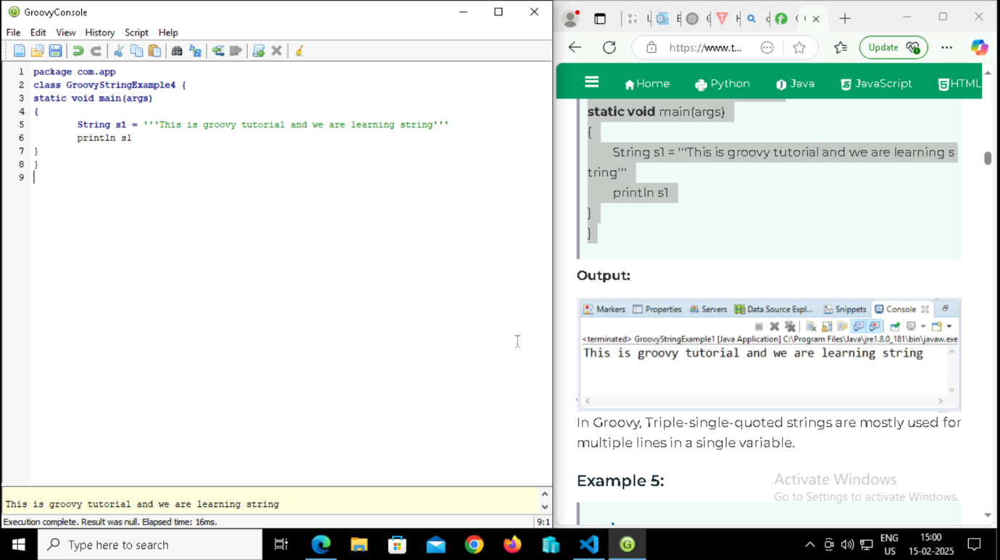 GroovyConsole
File Edit View History Script Help
1 package com.app
2 class GroovyStringExample4 {
3 static void main(args)
4 {
5 String s1 = '''This is groovy tutorial and we are learning string'''
6 println s1
7 }
8 }
9
This is groovy tutorial and we are learning string
Execution complete. Result was null. Elapsed time: 16ms.
9:1
https://www.t...
Update
Home Python Java JavaScript HTML
static void main(args)
{
String s1 = '''This is groovy tutorial and we are learning s
tring'''
println s1
}
}
Output:
Markers Properties Servers Data Source Expl... Snippets Console
<terminated> GroovyStringExample1 [Java Application] C:\Program Files\Java\jre1.8.0_181\bin\javaw.exe
This is groovy tutorial and we are learning string
In Groovy, Triple-single-quoted strings are mostly used for
multiple lines in a single variable.
Example 5:
Activate Windows
Go to Settings to activate Windows.
Type here to search
ENG
US
15:00
15-02-2025